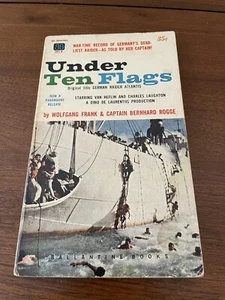 WAR-TIME RECORD OF GERMANY'S DEAD-
LIEST RAIDER—AS TOLD BY HER CAPTAIN!
35¢
Under
Ten Flags
Original title GERMAN RAIDER ATLANTIS
NOW A
PARAMOUNT
RELEASE
STARRING VAN HEFLIN AND CHARLES LAUGHTON
A DINO DE LAURENTIIS PRODUCTION
by WOLFGANG FRANK & CAPTAIN BERNHARD ROGGE
BALLANTINE BOOKS